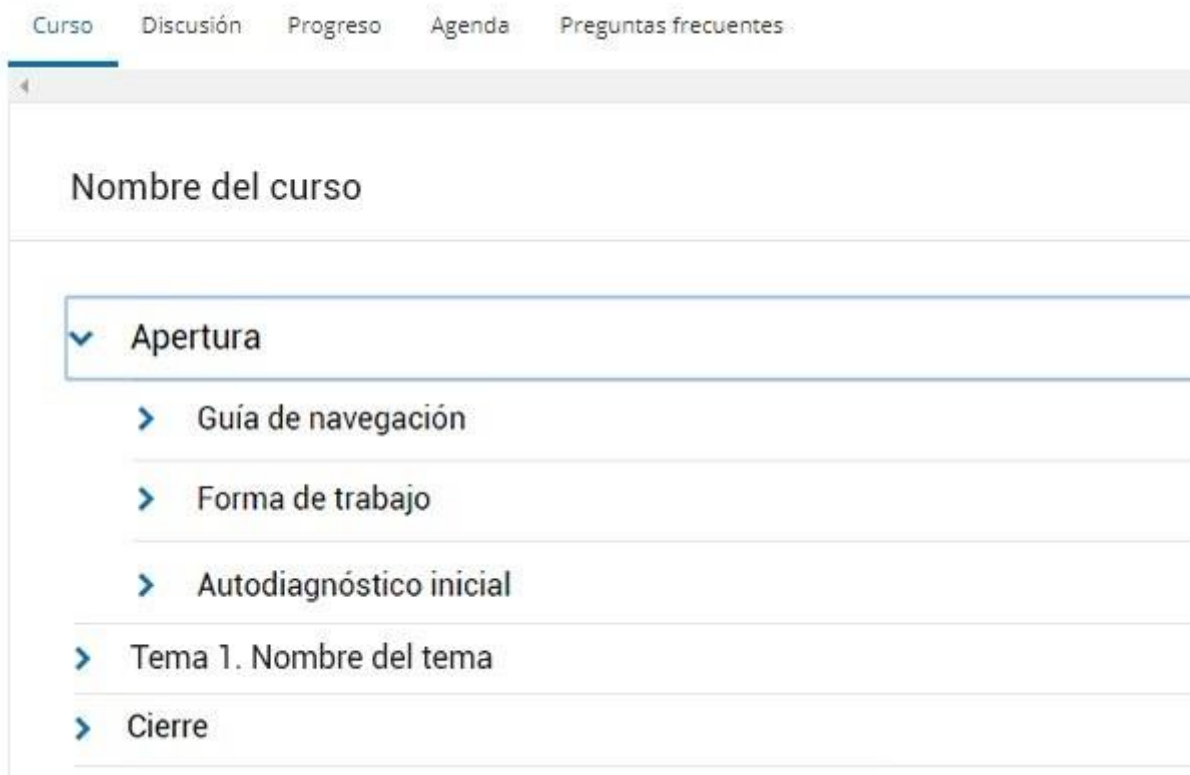 Curso Discusión Progreso Agenda Preguntas frecuentes
Nombre del curso
Apertura
Guía de navegación
Forma de trabajo
Autodiagnóstico inicial
Tema 1. Nombre del tema
Cierre